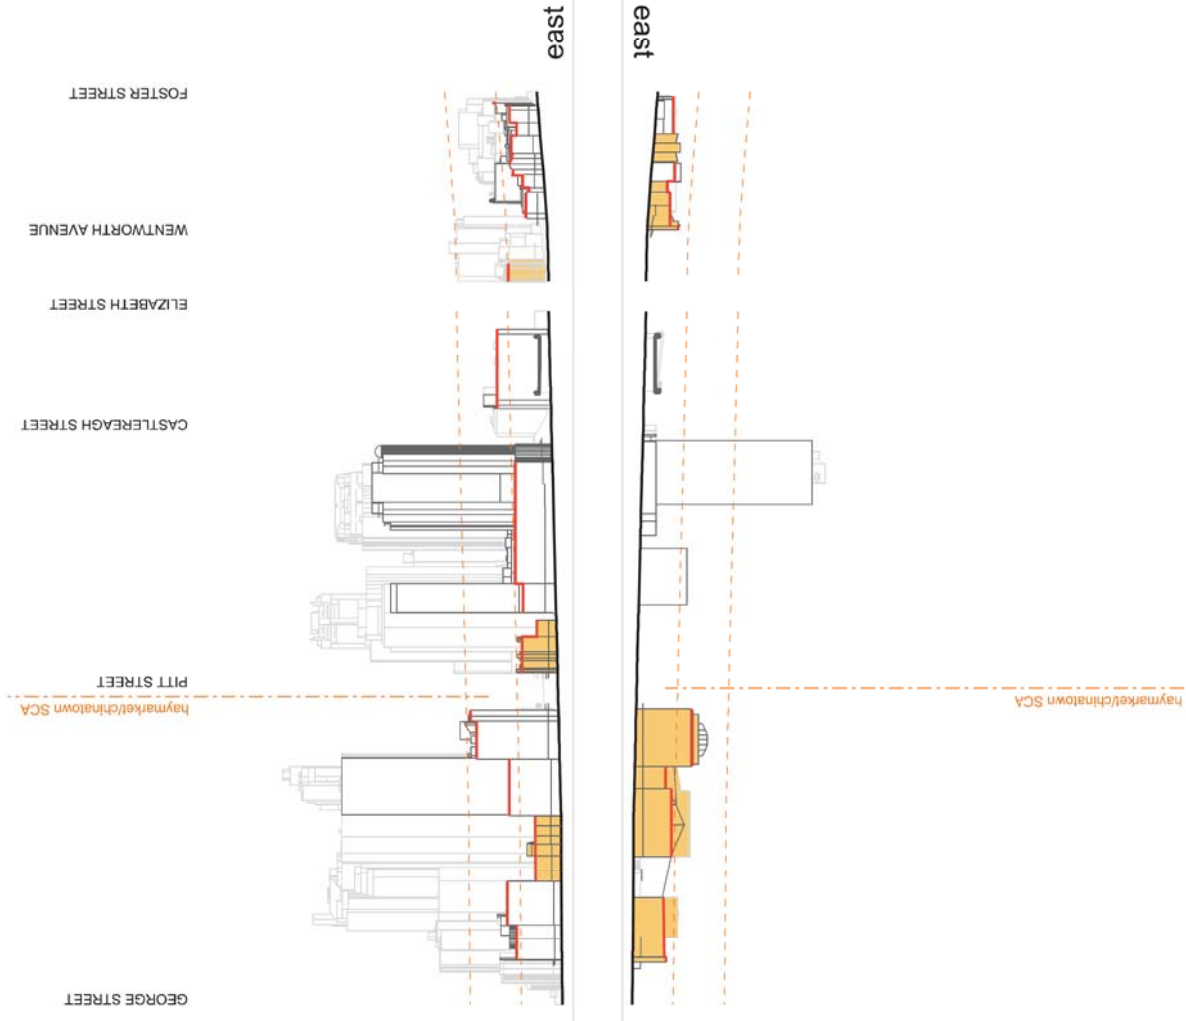 east
east
FOSTER STREET
WENTWORTH AVENUE
ELIZABETH STREET
CASTLEREAGH STREET
PITT STREET
haymarket/chinatown SCA
haymarket/chinatown SCA
GEORGE STREET